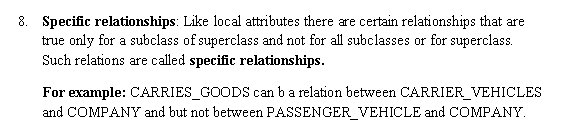 8. Specific relationships: Like local attributes there are certain relationships that are
true only for a subclass of superclass and not for all subclasses or for superclass.
Such relations are called specific relationships.
For example: CARRIES_GOODS can b a relation between CARRIER_VEHICLES
and COMPANY and but not between PASSENGER_VEHICLE and COMPANY.